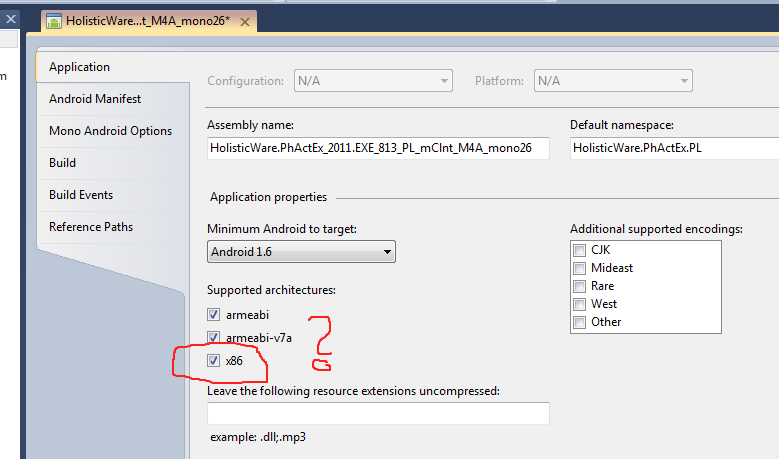 HolisticWare...t_M4A_mono26*
m
Application
Android Manifest
Mono Android Options
Build
Build Events
Reference Paths
Configuration: N/A Platform: N/A
Assembly name: Default namespace:
HolisticWare.PhActEx_2011.EXE_813_PL_mClnt_M4A_mono26 HolisticWare.PhActEx.PL
Application properties
Minimum Android to target: Additional supported encodings:
Android 1.6
CJK
Mideast
Rare
West
Other
Supported architectures:
armeabi
armeabi-v7a
x86
?
Leave the following resource extensions uncompressed:
example: .dll;.mp3